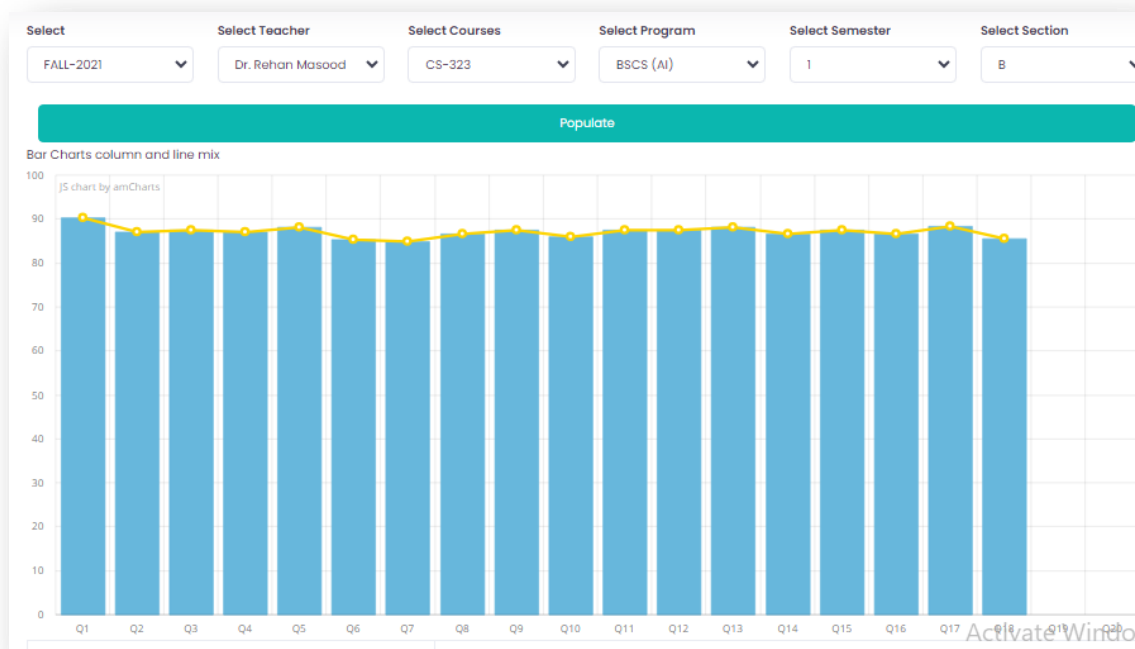 Select Select Teacher Select Courses Select Program Select Semester Select Section
FALL-2021 Dr. Rehan Masood CS-323 BSCS (AI) 1 B
Populate
Bar Charts column and line mix
100
JS chart by amCharts
90
80
70
60
50
40
30
20
10
0
Q1 Q2 Q3 Q4 Q5 Q6 Q7 Q8 Q9 Q10 Q11 Q12 Q13 Q14 Q15 Q16 Q17 Q18 Q19 Q20
Activate Windo